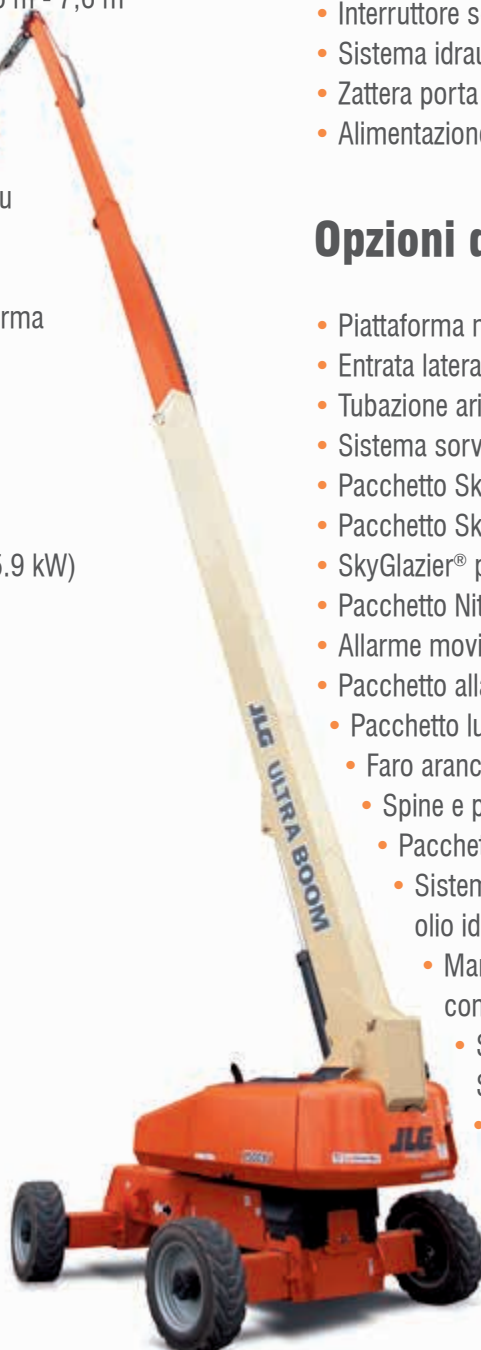 m - 7,6 m
u
rma
5.9 kW)
• Interruttore s
• Sistema idrau
• Zattera porta
• Alimentazione
Opzioni d
• Piattaforma n
• Entrata latera
• Tubazione ari
• Sistema sorv
• Pacchetto Sk
• Pacchetto Sk
• SkyGlazier® p
• Pacchetto Nit
• Allarme movi
• Pacchetto alla
• Pacchetto lu
• Faro aranc
• Spine e p
• Pacchet
• Sistem
olio id
• Mar
con
• S
S
•
JLG ULTRA BOOM
JLG